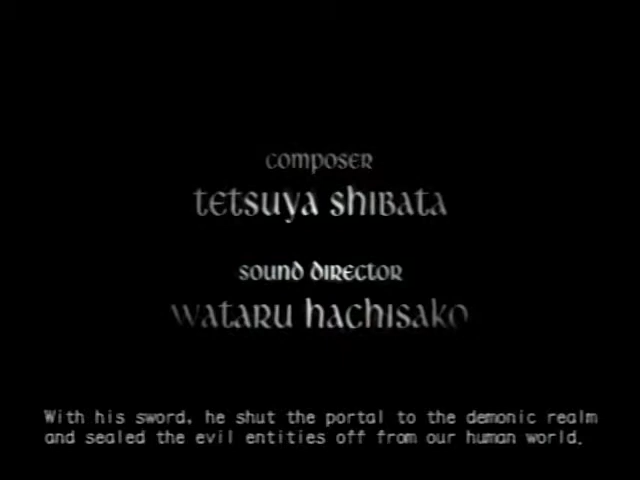 composer
tetsuya shibata
sound director
wataru hachisako
With his sword, he shut the portal to the demonic realm
and sealed the evil entities off from our human world.